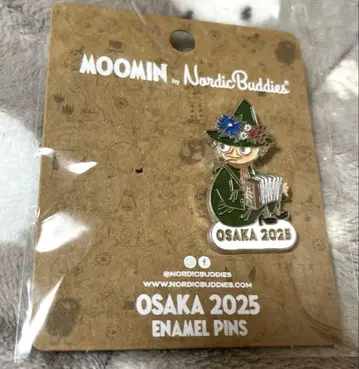 MOOMIN by NordicBuddies®
OSAKA 2025
@NORDICBUDDIES
WWW.NORDICBUDDIES.COM
OSAKA 2025
ENAMEL PINS